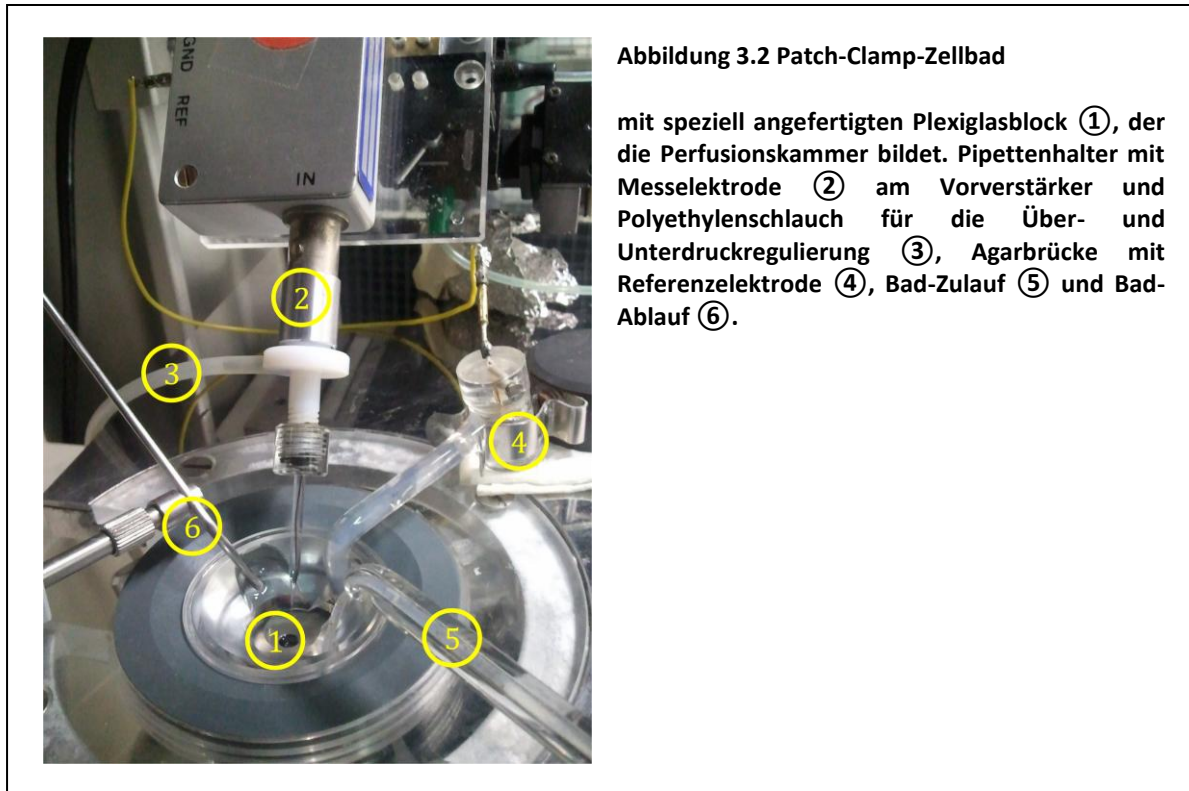 GND REF
IN
2
3
4
6
1
5
Abbildung 3.2 Patch-Clamp-Zellbad
mit speziell angefertigten Plexiglasblock ①, der
die Perfusionskammer bildet. Pipettenhalter mit
Messelektrode ② am Vorverstärker und
Polyethylenschlauch für die Über- und
Unterdruckregulierung ③, Agarbrücke mit
Referenzelektrode ④, Bad-Zulauf ⑤ und Bad-
Ablauf ⑥.